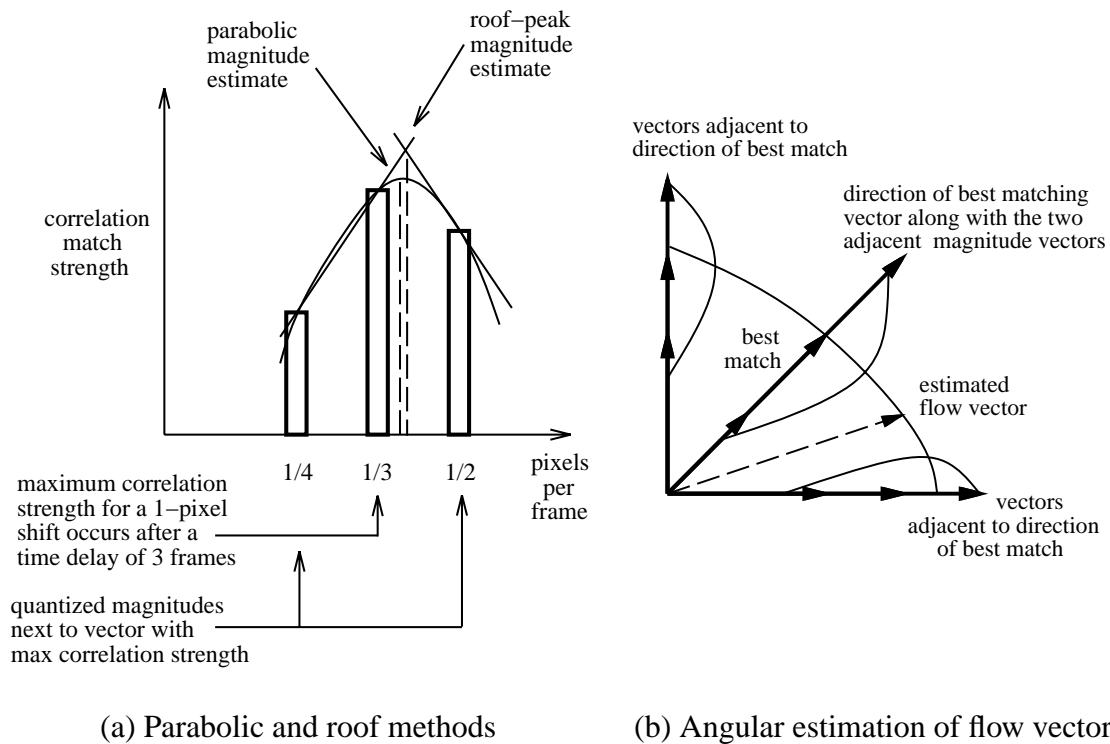 parabolic
magnitude
estimate
roof−peak
magnitude
estimate
correlation
match
strength
1/4
1/3
1/2
pixels
per
frame
maximum correlation
strength for a 1−pixel
shift occurs after a
time delay of 3 frames
quantized magnitudes
next to vector with
max correlation strength
(a) Parabolic and roof methods
vectors adjacent to
direction of best match
direction of best matching
vector along with the two
adjacent magnitude vectors
best
match
estimated
flow vector
vectors
adjacent to direction
of best match
(b) Angular estimation of flow vector